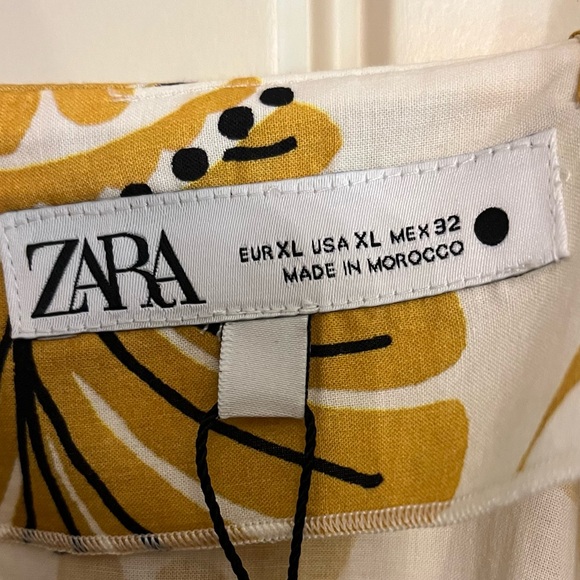 ZARA
EUR XL USA XL MEX 32
MADE IN MOROCCO